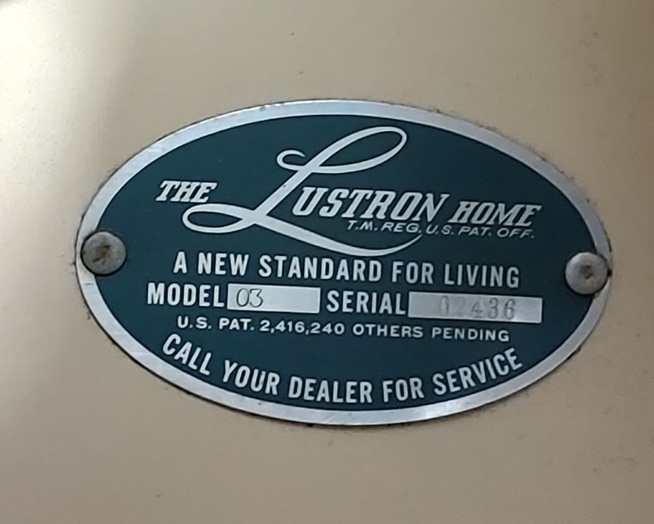 THE LUSTRON HOME
T.M. REG. U.S. PAT. OFF.
A NEW STANDARD FOR LIVING
MODEL 03 SERIAL 02436
U.S. PAT. 2,416,240 OTHERS PENDING
CALL YOUR DEALER FOR SERVICE